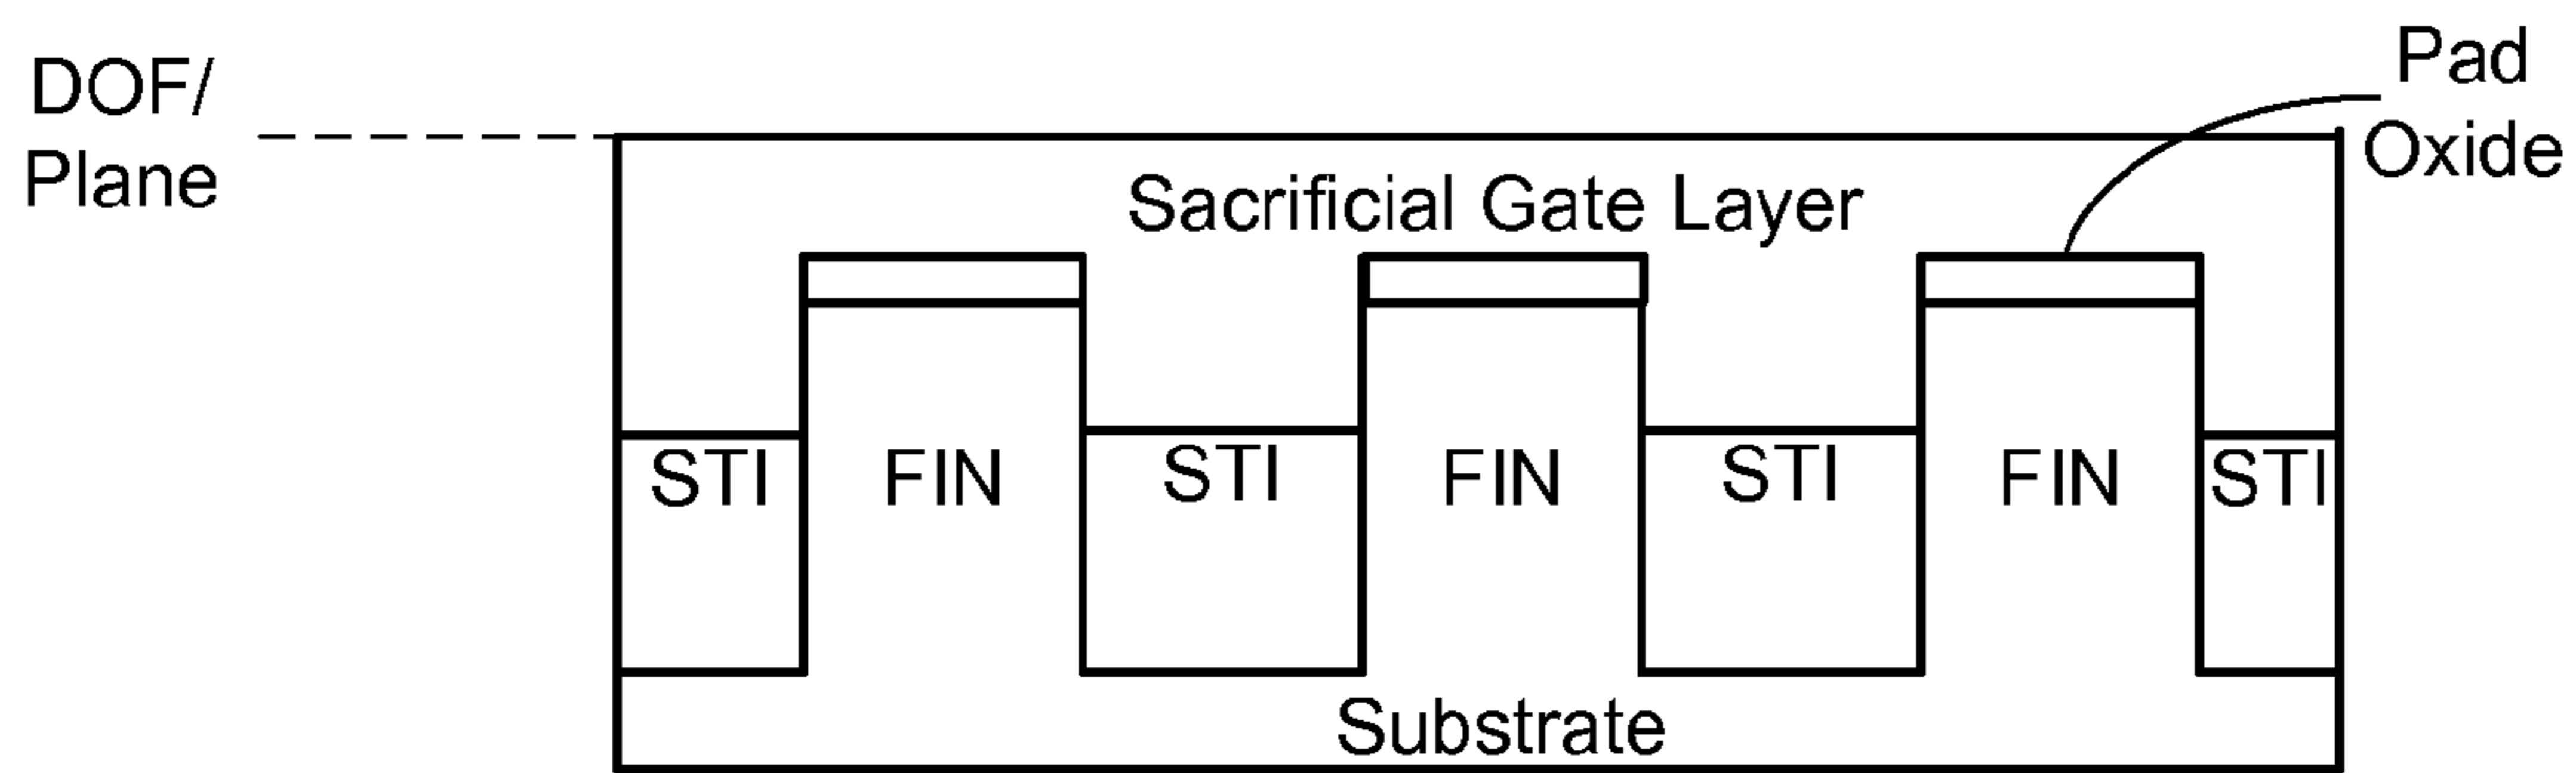 DOF/
Plane
Pad
Oxide
Sacrificial Gate Layer
STI FIN STI FIN STI FIN STI
Substrate